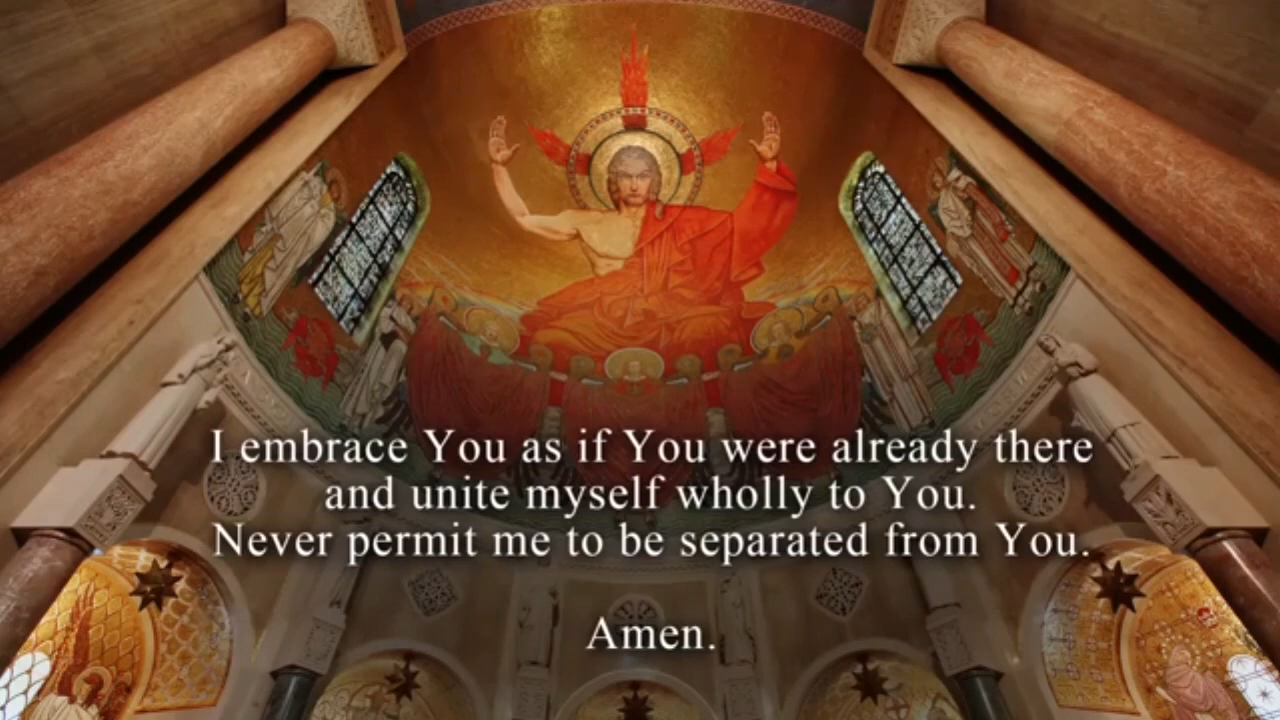 I embrace You as if You were already there
and unite myself wholly to You.
Never permit me to be separated from You.
Amen.